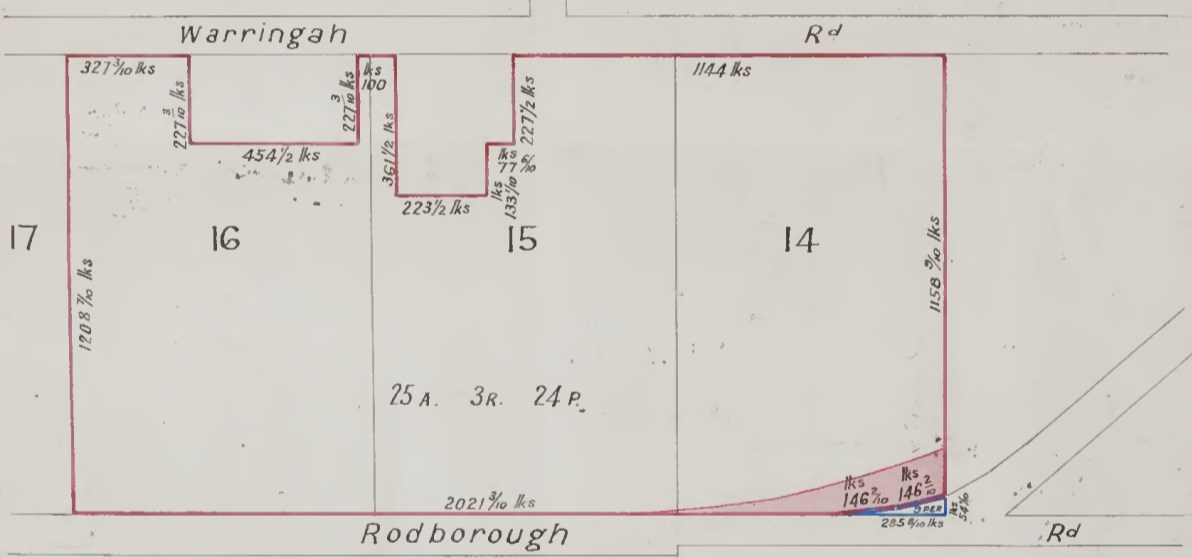 Warringah Rd
327 3/10 lks
227 3/10 lks
454 1/2 lks
227 3/10 lks
lks 100
361 1/2 lks
223 1/2 lks
lks 133 1/10
lks 77 6/10
227 1/2 lks
1144 lks
17
16
15
14
1208 7/10 lks
1158 9/10 lks
25 A. 3 R. 24 P.
lks 146 2/10
lks 146 2/10
2021 3/10 lks
285 6/10 lks
Rodborough Rd